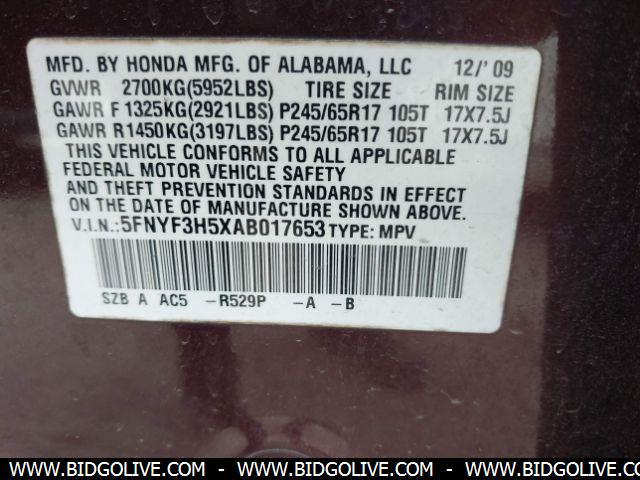 MFD. BY HONDA MFG. OF ALABAMA, LLC 12/'09
GVWR 2700KG(5952LBS) TIRE SIZE RIM SIZE
GAWR F 1325KG(2921LBS) P245/65R17 105T 17X7.5J
GAWR R 1450KG(3197LBS) P245/65R17 105T 17X7.5J
THIS VEHICLE CONFORMS TO ALL APPLICABLE
FEDERAL MOTOR VEHICLE SAFETY
AND THEFT PREVENTION STANDARDS IN EFFECT
ON THE DATE OF MANUFACTURE SHOWN ABOVE.
V.I.N.:5FNYF3H5XAB017653 TYPE: MPV
SZB A AC5 -R529P -A -B
WWW.BIDGOLIVE.COM - WWW.BIDGOLIVE.COM - WWW.BIDGOLIVE.COM